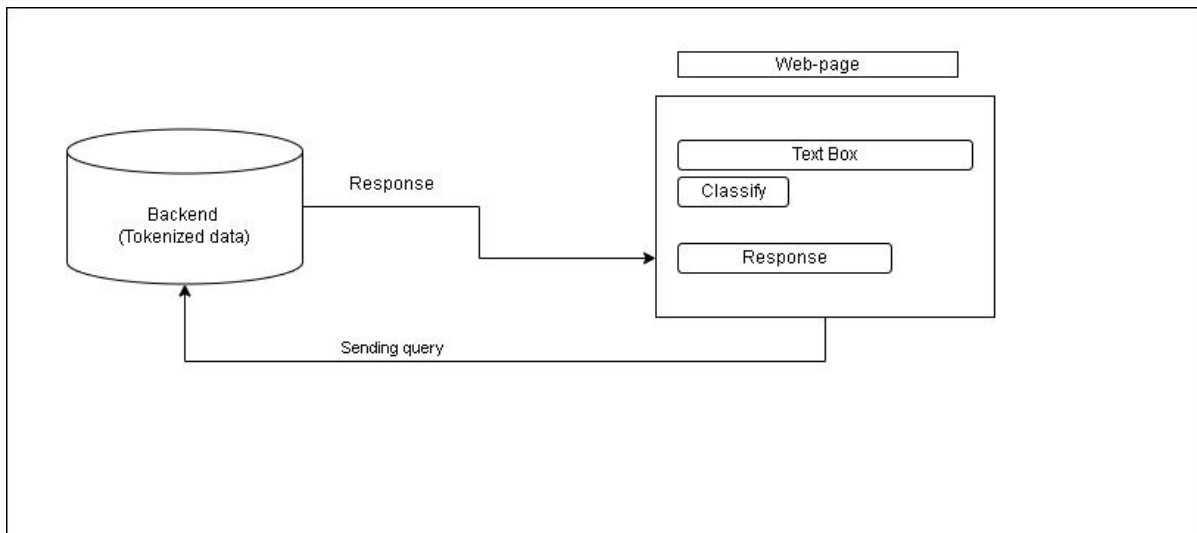 Web-page
Text Box
Classify
Response
Response
Backend
(Tokenized data)
Sending query